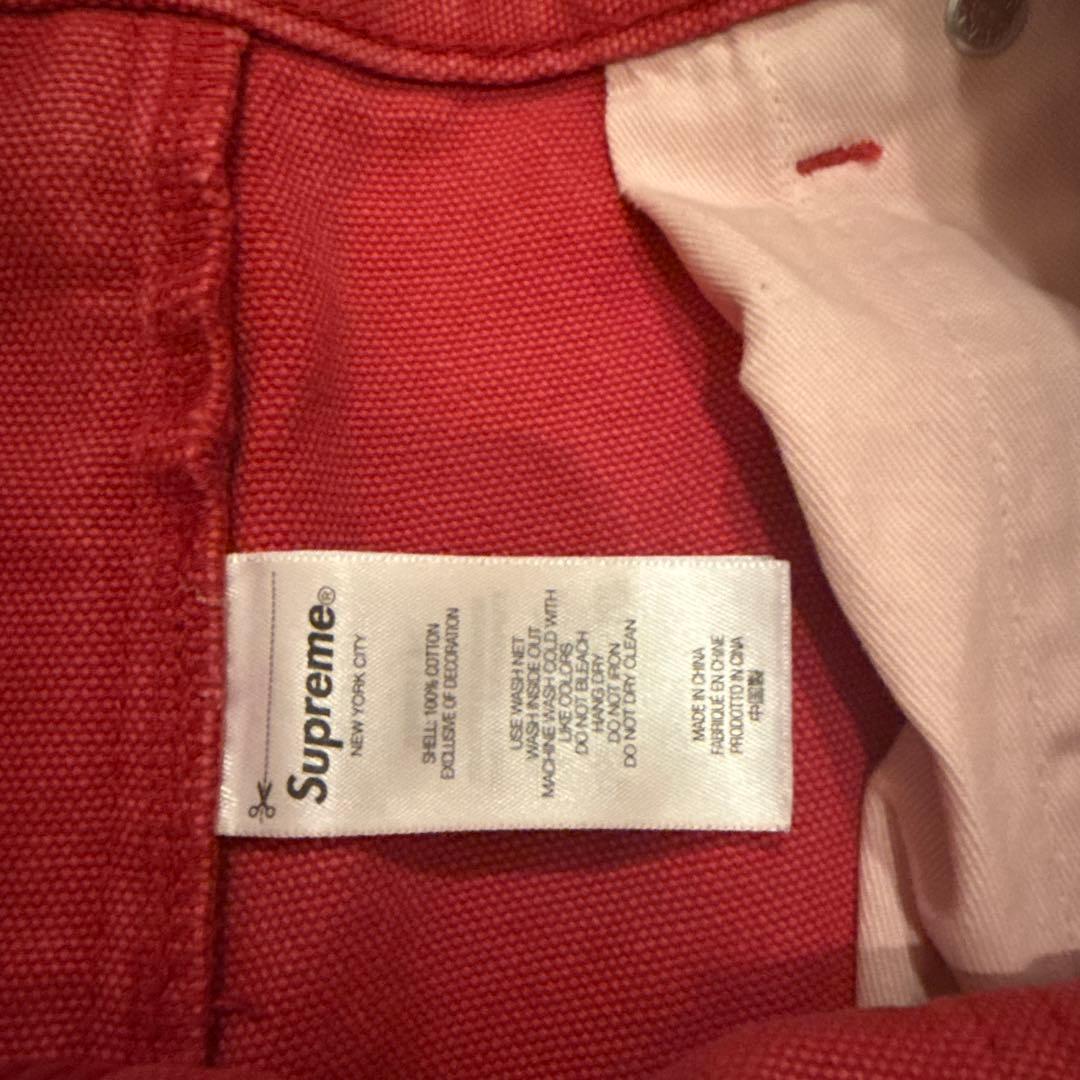 Supreme®
NEW YORK CITY
SHELL: 100% COTTON
EXCLUSIVE OF DECORATION
USE WASH NET
WASH INSIDE OUT
MACHINE WASH COLD WITH
LIKE COLORS
DO NOT BLEACH
HANG DRY
DO NOT IRON
DO NOT DRY CLEAN
MADE IN CHINA
FABRIQUÉ EN CHINE
PRODOTTO IN CINA
中国製